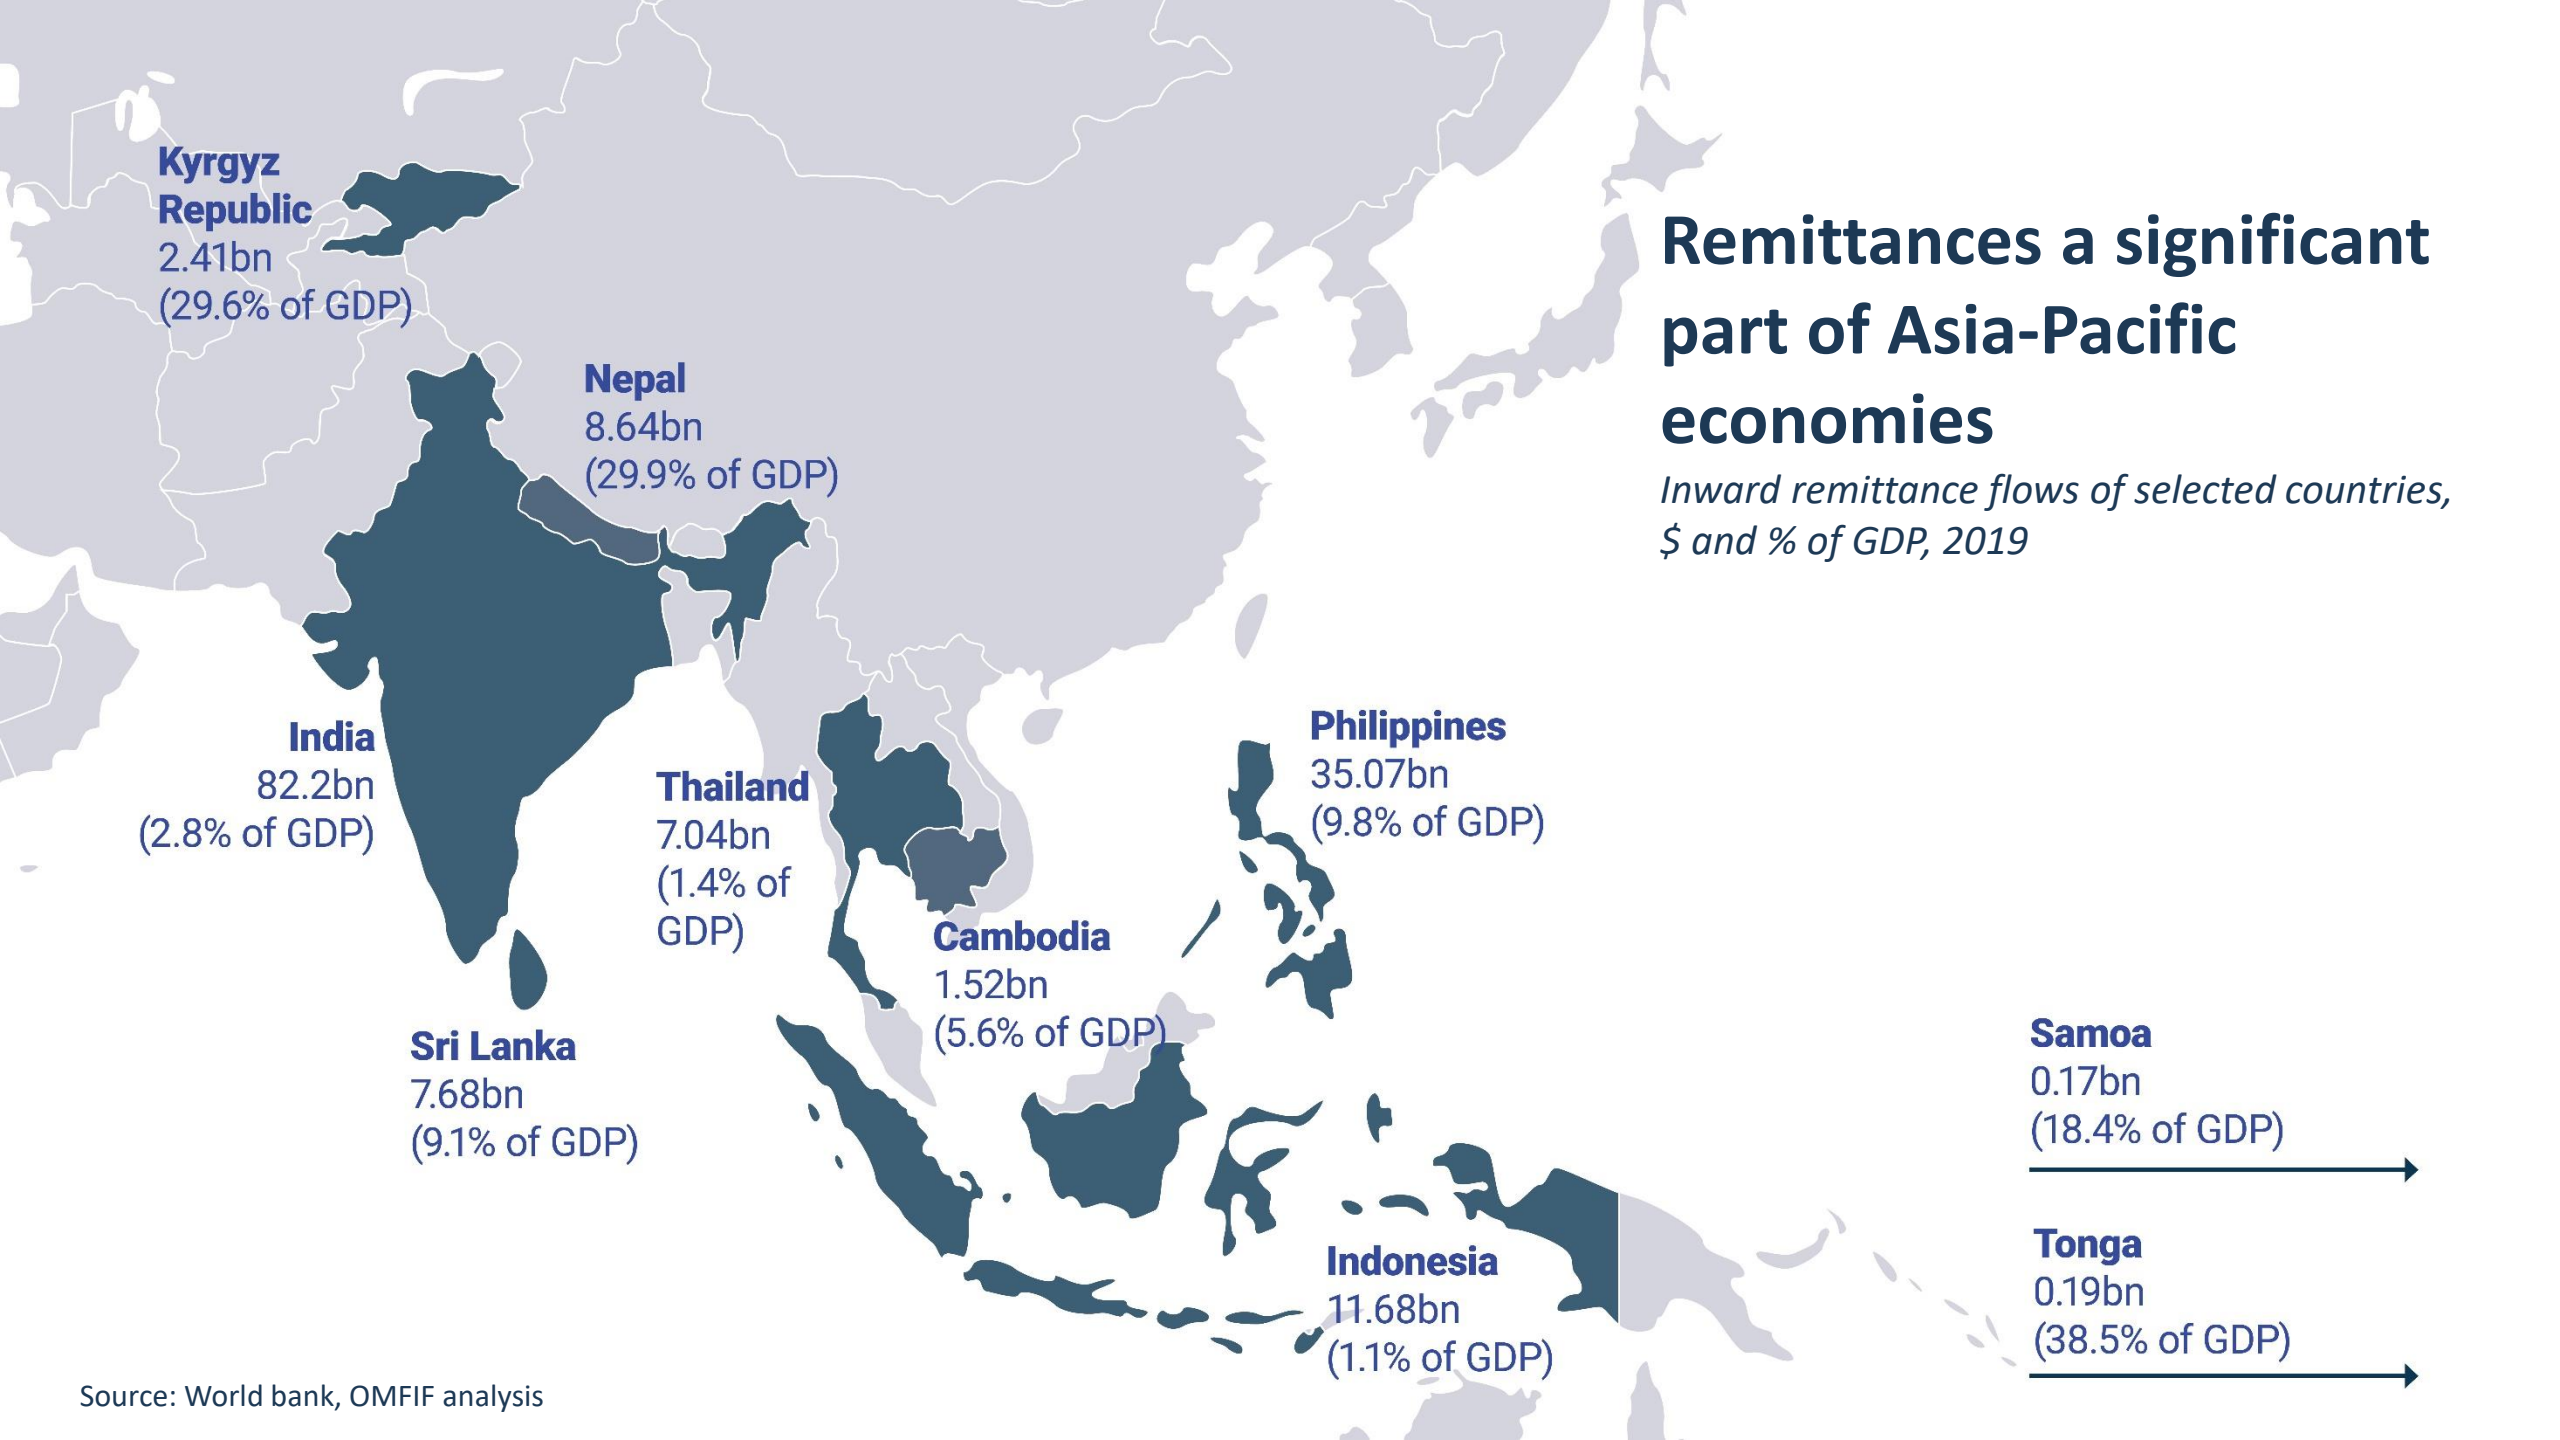 Remittances a significant
part of Asia-Pacific
economies
Inward remittance flows of selected countries,
$ and % of GDP, 2019
Kyrgyz
Republic
2.41bn
(29.6% of GDP)
Nepal
8.64bn
(29.9% of GDP)
India
82.2bn
(2.8% of GDP)
Thailand
7.04bn
(1.4% of
GDP)
Philippines
35.07bn
(9.8% of GDP)
Cambodia
1.52bn
(5.6% of GDP)
Sri Lanka
7.68bn
(9.1% of GDP)
Samoa
0.17bn
(18.4% of GDP)
Indonesia
11.68bn
(1.1% of GDP)
Tonga
0.19bn
(38.5% of GDP)
Source: World bank, OMFIF analysis